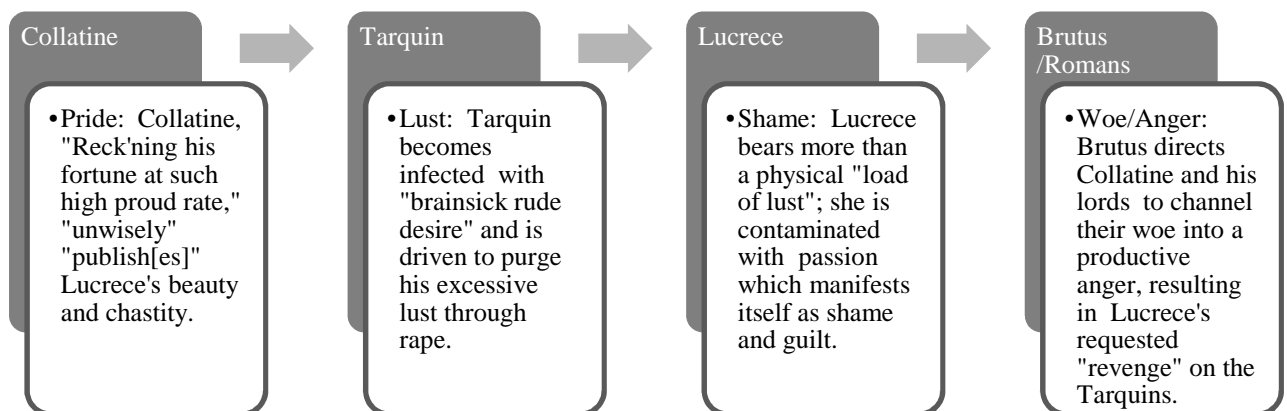 Collatine
•Pride: Collatine,
"Reck'ning his
fortune at such
high proud rate,"
"unwisely"
"publish[es]"
Lucrece's beauty
and chastity.
Tarquin
•Lust: Tarquin
becomes
infected with
"brainsick rude
desire" and is
driven to purge
his excessive
lust through
rape.
Lucrece
•Shame: Lucrece
bears more than
a physical "load
of lust"; she is
contaminated
with passion
which manifests
itself as shame
and guilt.
Brutus
/Romans
•Woe/Anger:
Brutus directs
Collatine and his
lords to channel
their woe into a
productive
anger, resulting
in Lucrece's
requested
"revenge" on the
Tarquins.